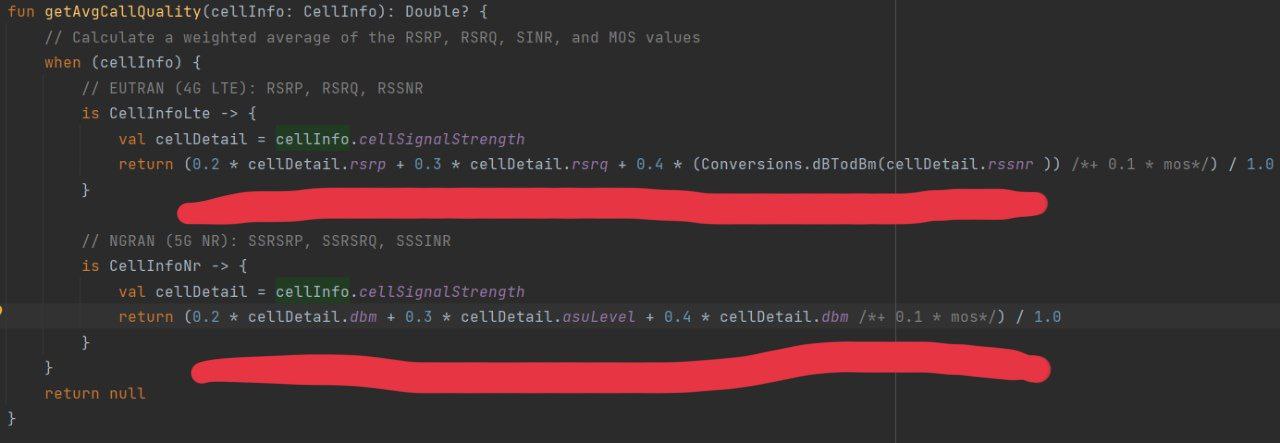 fun getAvgCallQuality(cellInfo: CellInfo): Double? {
// Calculate a weighted average of the RSRP, RSRQ, SINR, and MOS values
when (cellInfo) {
// EUTRAN (4G LTE): RSRP, RSRQ, RSSNR
is CellInfoLte -> {
val cellDetail = cellInfo.cellSignalStrength
return (0.2 * cellDetail.rsrp + 0.3 * cellDetail.rsrq + 0.4 * (Conversions.dBTodBm(cellDetail.rssnr )) /*+ 0.1 * mos*/) / 1.0
}
// NGRAN (5G NR): SSRSRP, SSRSRQ, SSSINR
is CellInfoNr -> {
val cellDetail = cellInfo.cellSignalStrength
return (0.2 * cellDetail.dbm + 0.3 * cellDetail.asuLevel + 0.4 * cellDetail.dbm /*+ 0.1 * mos*/) / 1.0
}
}
return null
}